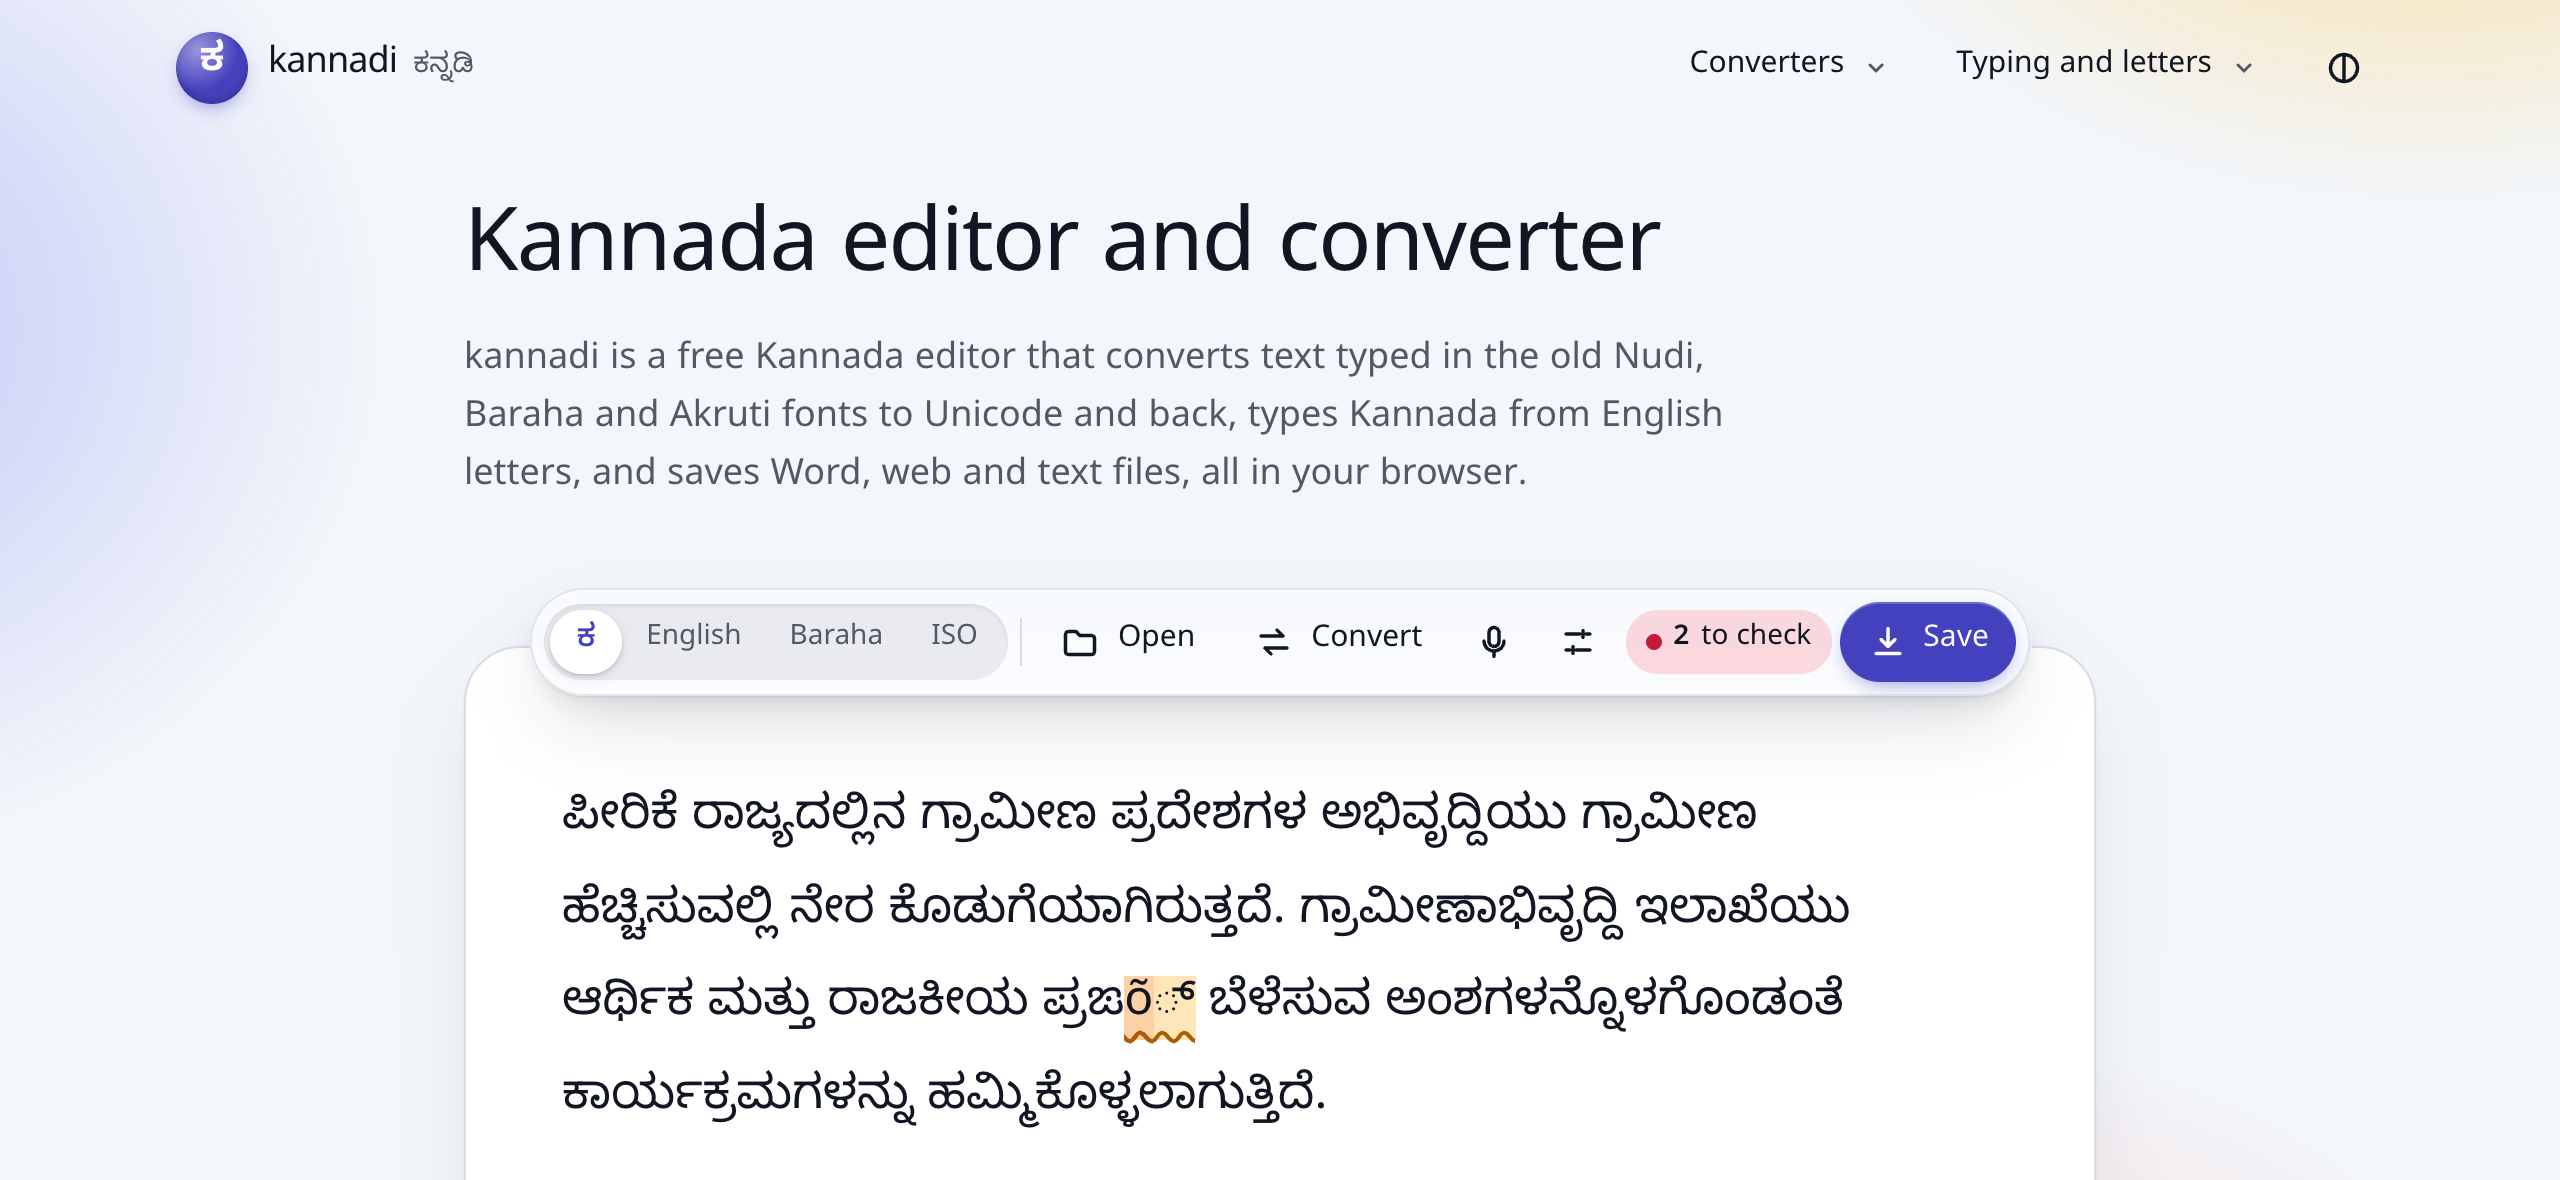 ಕ kannadi ಕನ್ನಡಿ Converters Typing and letters
Kannada editor and converter
kannadi is a free Kannada editor that converts text typed in the old Nudi,
Baraha and Akruti fonts to Unicode and back, types Kannada from English
letters, and saves Word, web and text files, all in your browser.
ಕ English Baraha ISO Open Convert 2 to check Save
ಪೀಠಿಕೆ ರಾಜ್ಯದಲ್ಲಿನ ಗ್ರಾಮೀಣ ಪ್ರದೇಶಗಳ ಅಭಿವೃದ್ದಿಯು ಗ್ರಾಮೀಣ
ಹೆಚ್ಚಿಸುವಲ್ಲಿ ನೇರ ಕೊಡುಗೆಯಾಗಿರುತ್ತದೆ. ಗ್ರಾಮೀಣಾಭಿವೃದ್ದಿ ಇಲಾಖೆಯು
ಆರ್ಥಿಕ ಮತ್ತು ರಾಜಕೀಯ ಪ್ರಜõ್ ಬೆಳೆಸುವ ಅಂಶಗಳನ್ನೊಳಗೊಂಡಂತೆ
ಕಾರ್ಯಕ್ರಮಗಳನ್ನು ಹಮ್ಮಿಕೊಳ್ಳಲಾಗುತ್ತಿದೆ.